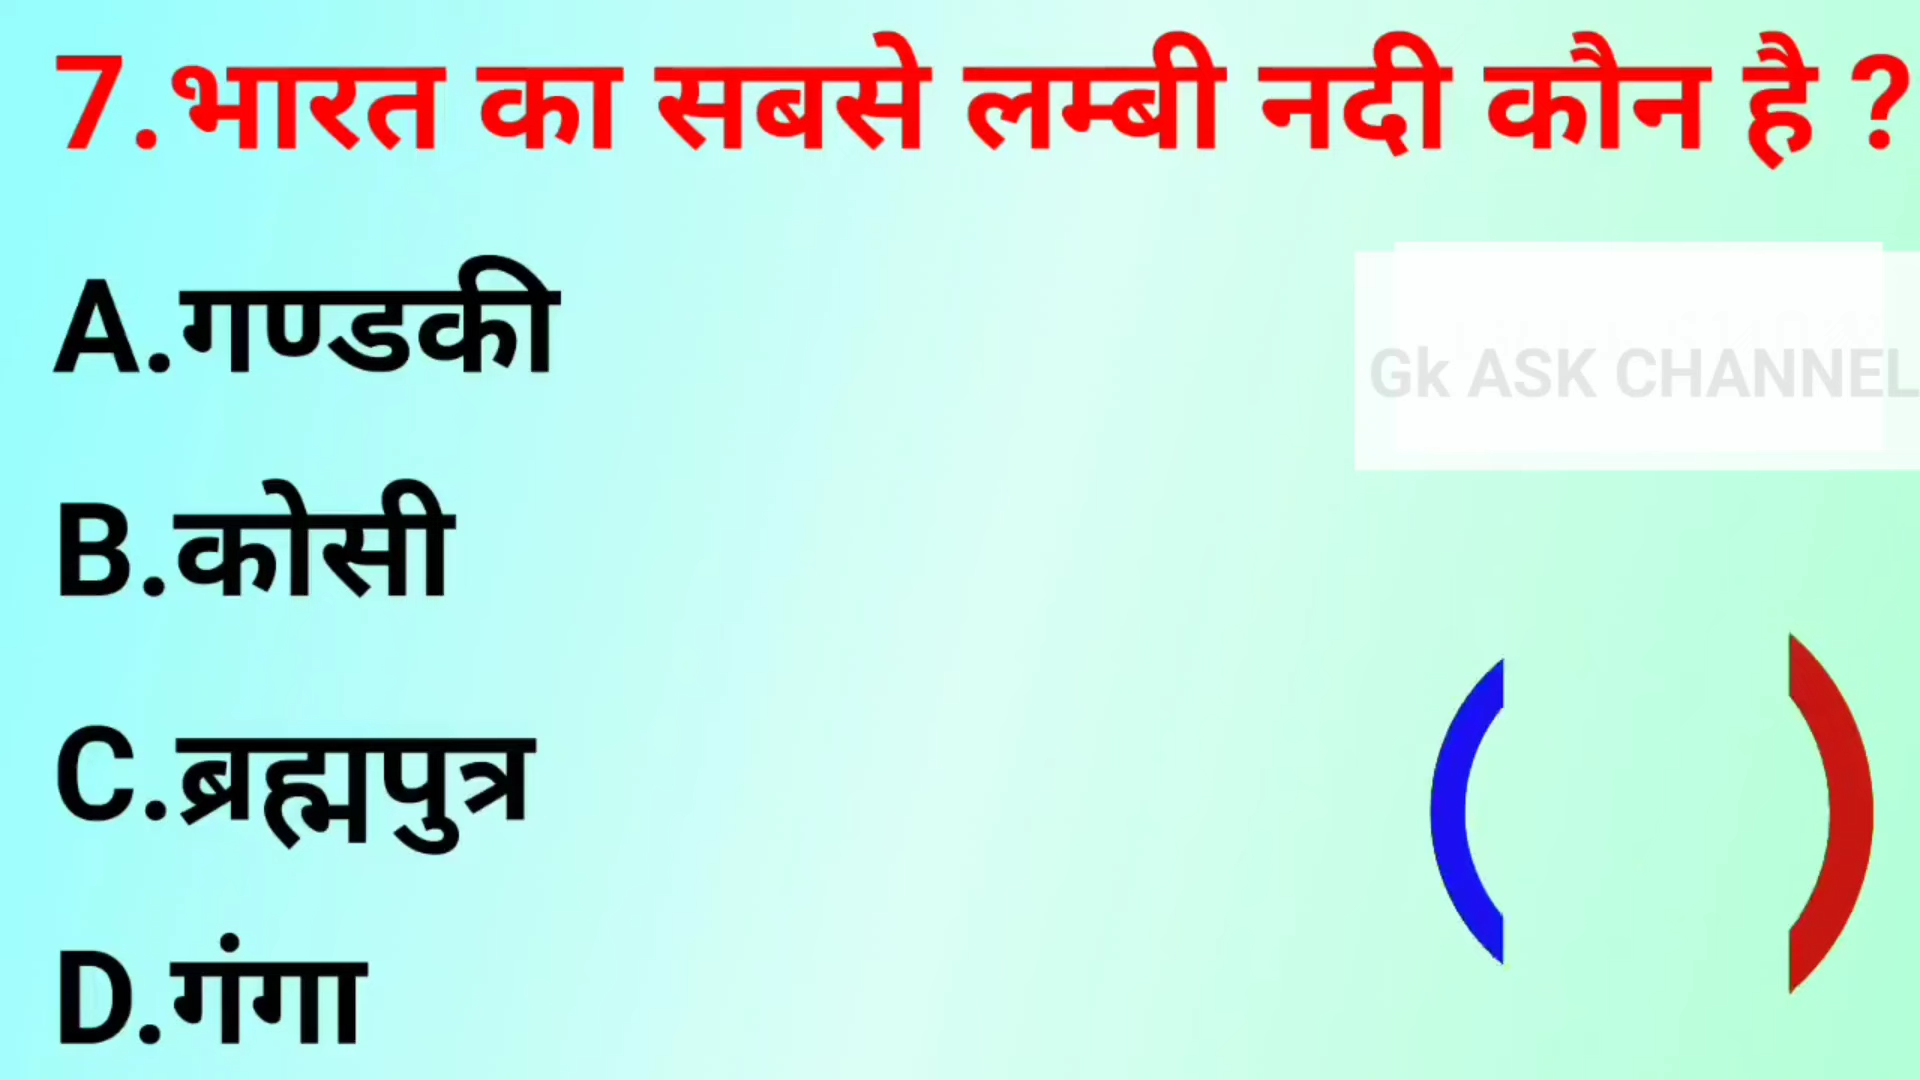 7.भारत का सबसे लम्बी नदी कौन है ?
A.गण्डकी
Gk ASK CHANNEL
B.कोसी
C.ब्रह्मपुत्र
D.गंगा